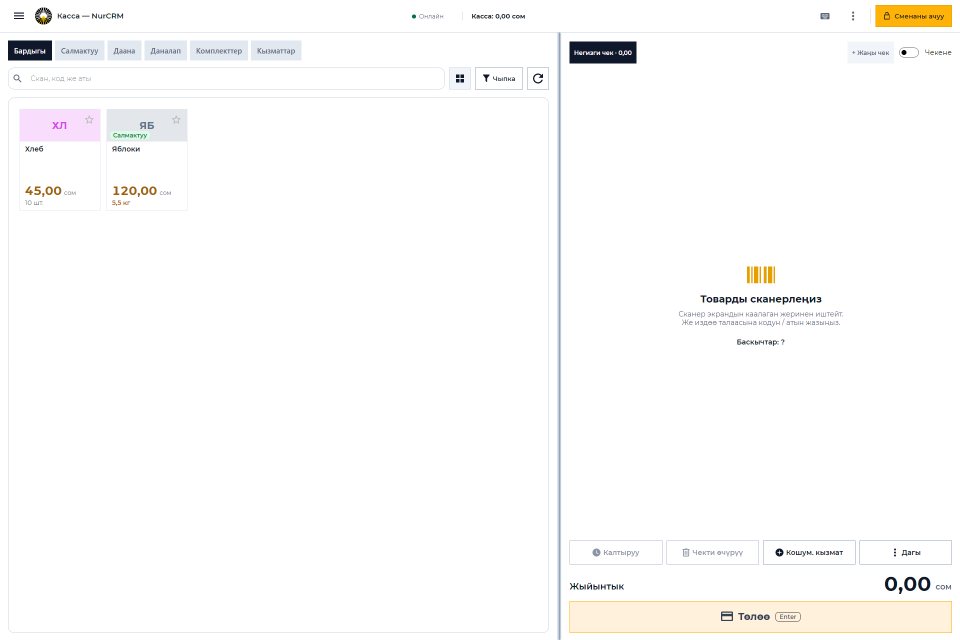 Касса — NurCRM
Онлайн
Касса: 0,00 сом
Сменаны ачуу
Бардыгы
Салмактуу
Даана
Даналап
Комплекттер
Кызматтар
Скан, код же аты
Чыпка
ХЛ
Хлеб
45,00 сом
10 шт
ЯБ
Салмактуу
Яблоки
120,00 сом
5,5 кг
Негизги чек · 0,00
+ Жаңы чек
Чекене
Товарды сканерлеңиз
Сканер экрандын каалаган жеринен иштейт.
Же издөө талаасына кодун / атын жазыңыз.
Баскычтар: ?
Калтыруу
Чекти өчүрүү
Кошум. кызмат
Дагы
Жыйынтык
0,00 сом
Төлөө Enter